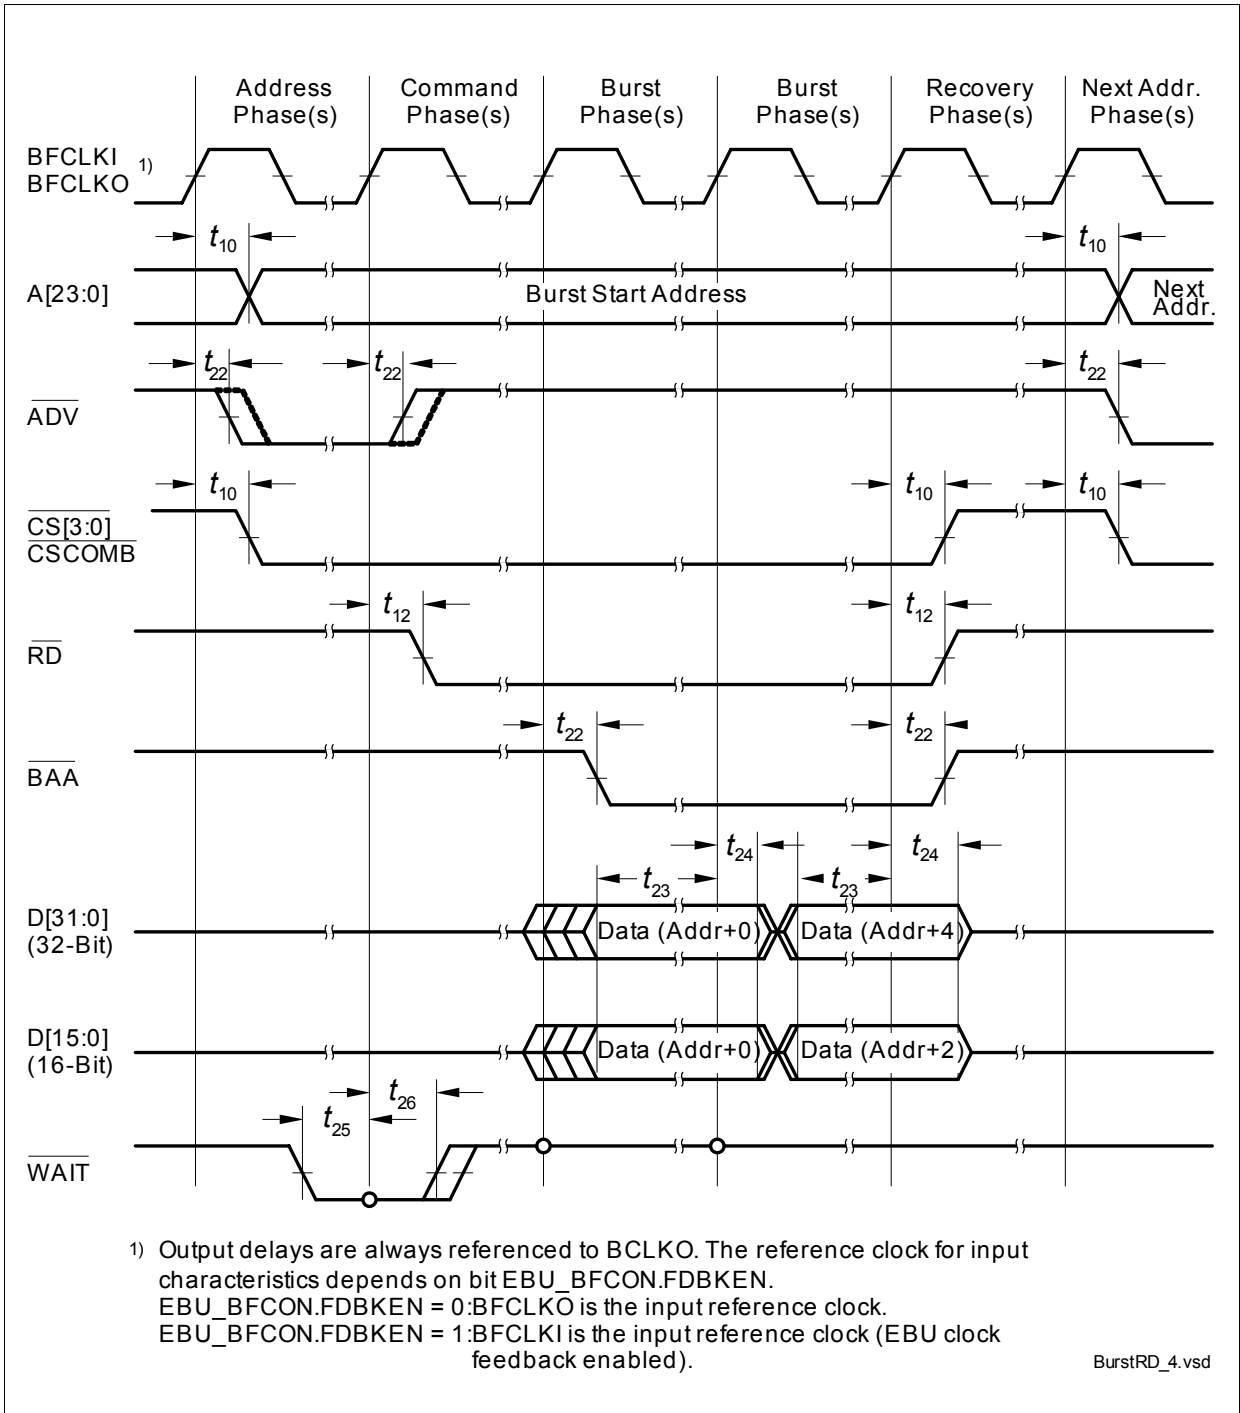 Address Phase(s)
Command Phase(s)
Burst Phase(s)
Burst Phase(s)
Recovery Phase(s)
Next Addr. Phase(s)
BFCLKI
BFCLKO 1)
t10
t10
A[23:0]
Burst Start Address
Next Addr.
t22
t22
t22
ADV
t10
t10
t10
CS[3:0]
CSCOMB
t12
t12
RD
t22
t22
BAA
t24
t24
t23
t23
D[31:0]
(32-Bit)
Data (Addr+0)
Data (Addr+4)
D[15:0]
(16-Bit)
Data (Addr+0)
Data (Addr+2)
t26
t25
WAIT
1) Output delays are always referenced to BCLKO. The reference clock for input
characteristics depends on bit EBU_BFCON.FDBKEN.
EBU_BFCON.FDBKEN = 0:BFCLKO is the input reference clock.
EBU_BFCON.FDBKEN = 1:BFCLKI is the input reference clock (EBU clock
feedback enabled).
BurstRD_4.vsd